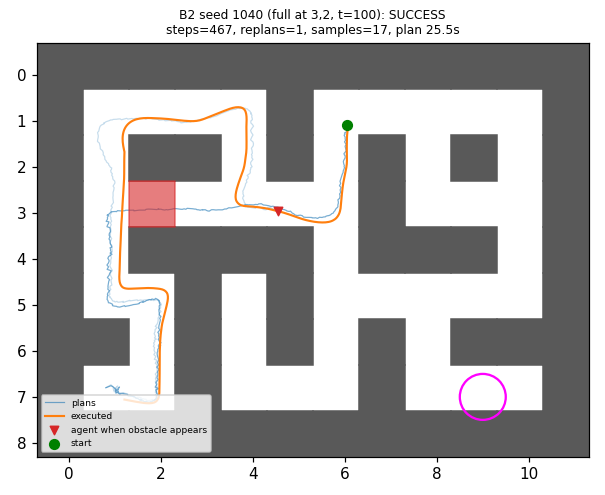 B2 seed 1040 (full at 3,2, t=100): SUCCESS
steps=467, replans=1, samples=17, plan 25.5s
0
1
2
3
4
5
6
7
8
plans
executed
agent when obstacle appears
start
0
2
4
6
8
10